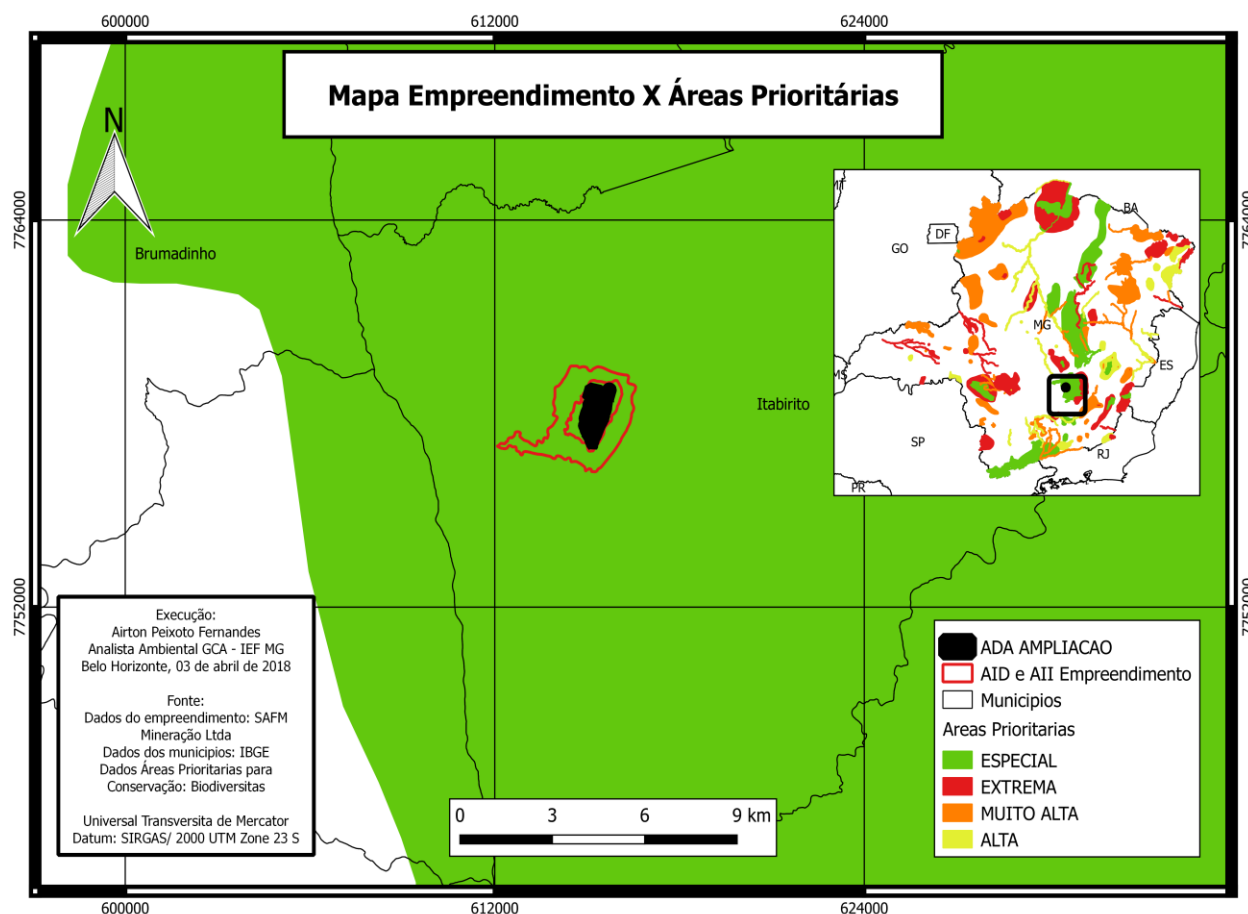 600000
612000
624000
Mapa Empreendimento X Áreas Prioritárias
N
7764000
7764000
Brumadinho
Itabirito
MT
BA
DF
GO
MG
MS
ES
SP
RJ
PR
7752000
7752000
Execução:
Airton Peixoto Fernandes
Analista Ambiental GCA - IEF MG
Belo Horizonte, 03 de abril de 2018
Fonte:
Dados do empreendimento: SAFM
Mineração Ltda
Dados dos municipios: IBGE
Dados Áreas Prioritarias para
Conservação: Biodiversitas
Universal Transversita de Mercator
Datum: SIRGAS/ 2000 UTM Zone 23 S
0 3 6 9 km
ADA AMPLIACAO
AID e AII Empreendimento
Municipios
Areas Prioritarias
ESPECIAL
EXTREMA
MUITO ALTA
ALTA
600000
612000
624000